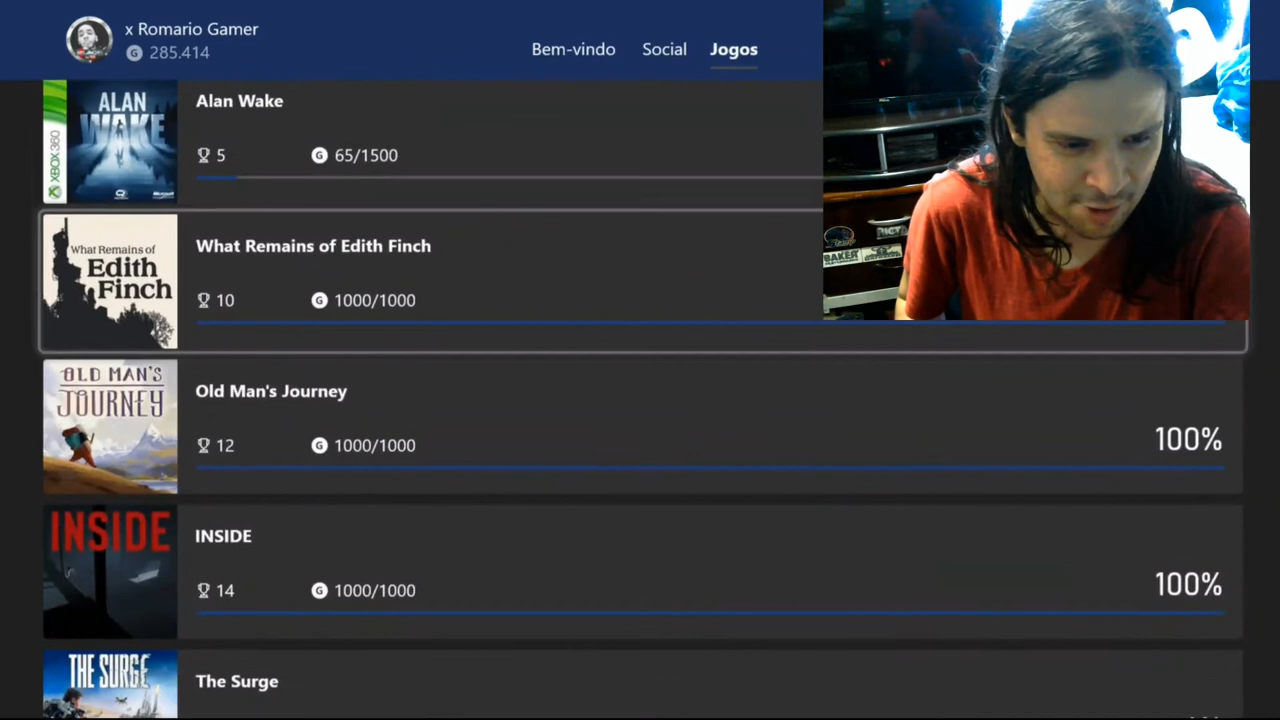 x Romario Gamer
G 285.414
Bem-vindo Social Jogos
XBOX 360
ALAN WAKE
Alan Wake
5 G 65/1500
What Remains of Edith Finch
What Remains of Edith Finch
10 G 1000/1000
BAKER
OLD MAN'S JOURNEY
Old Man's Journey
12 G 1000/1000
100%
INSIDE
INSIDE
14 G 1000/1000
100%
THE SURGE
The Surge